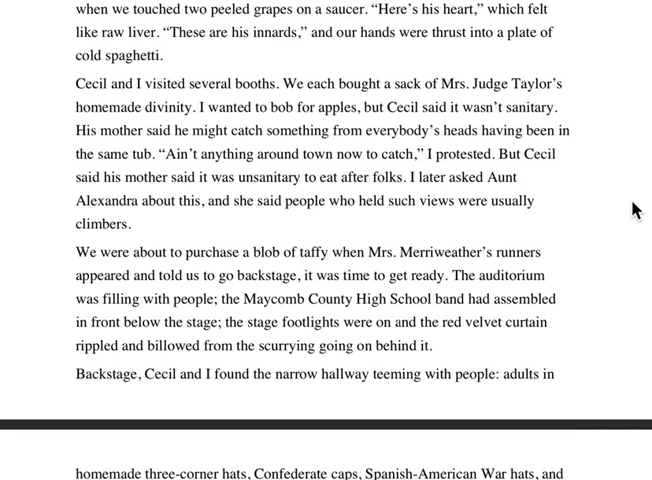 when we touched two peeled grapes on a saucer. “Here’s his heart,” which felt
like raw liver. “These are his innards,” and our hands were thrust into a plate of
cold spaghetti.
Cecil and I visited several booths. We each bought a sack of Mrs. Judge Taylor’s
homemade divinity. I wanted to bob for apples, but Cecil said it wasn’t sanitary.
His mother said he might catch something from everybody’s heads having been in
the same tub. “Ain’t anything around town now to catch,” I protested. But Cecil
said his mother said it was unsanitary to eat after folks. I later asked Aunt
Alexandra about this, and she said people who held such views were usually
climbers.
We were about to purchase a blob of taffy when Mrs. Merriweather’s runners
appeared and told us to go backstage, it was time to get ready. The auditorium
was filling with people; the Maycomb County High School band had assembled
in front below the stage; the stage footlights were on and the red velvet curtain
rippled and billowed from the scurrying going on behind it.
Backstage, Cecil and I found the narrow hallway teeming with people: adults in
homemade three-corner hats, Confederate caps, Spanish-American War hats, and